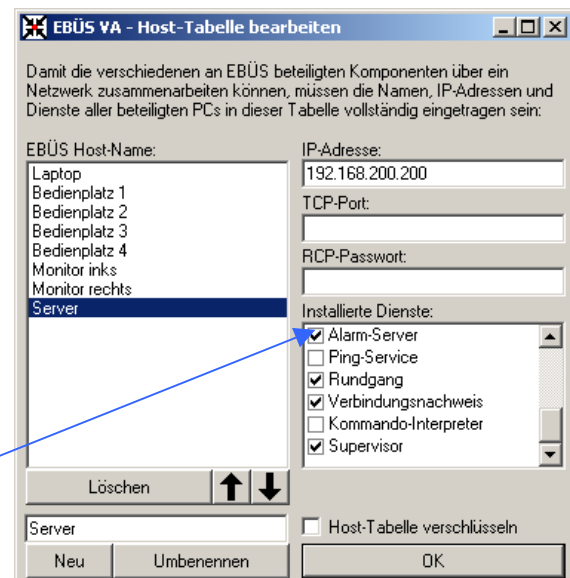 EBÜS VA - Host-Tabelle bearbeiten
Damit die verschiedenen an EBÜS beteiligten Komponenten über ein
Netzwerk zusammenarbeiten können, müssen die Namen, IP-Adressen und
Dienste aller beteiligten PCs in dieser Tabelle vollständig eingetragen sein:
EBÜS Host-Name:
Laptop
Bedienplatz 1
Bedienplatz 2
Bedienplatz 3
Bedienplatz 4
Monitor inks
Monitor rechts
Server
Löschen
Server
Neu
Umbenennen
IP-Adresse:
192.168.200.200
TCP-Port:
RCP-Passwort:
Installierte Dienste:
Alarm-Server
Ping-Service
Rundgang
Verbindungsnachweis
Kommando-Interpreter
Supervisor
Host-Tabelle verschlüsseln
OK